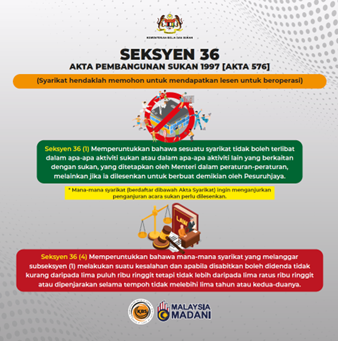 KEMENTERIAN BELIA DAN SUKAN
SEKSYEN 36
AKTA PEMBANGUNAN SUKAN 1997 [AKTA 576]
(Syarikat hendaklah memohon untuk mendapatkan lesen untuk beroperasi)
Seksyen 36 (1) Memperuntukkan bahawa sesuatu syarikat tidak boleh terlibat
dalam apa-apa aktiviti sukan atau dalam apa-apa aktiviti lain yang berkaitan
dengan sukan, yang ditetapkan oleh Menteri dalam peraturan-peraturan,
melainkan jika ia dilesenkan untuk berbuat demikian oleh Pesuruhjaya.
* Mana-mana syarikat (berdaftar dibawah Akta Syarikat) ingin menganjurkan
penganjuran acara sukan perlu dilesenkan.
Seksyen 36 (4) Memperuntukkan bahawa mana-mana syarikat yang melanggar
subseksyen (1) melakukan suatu kesalahan dan apabila disabitkan boleh didenda tidak
kurang daripada lima puluh ribu ringgit tetapi tidak lebih daripada lima ratus ribu ringgit
atau dipenjarakan selama tempoh tidak melebihi lima tahun atau kedua-duanya.
MALAYSIA
MADANI